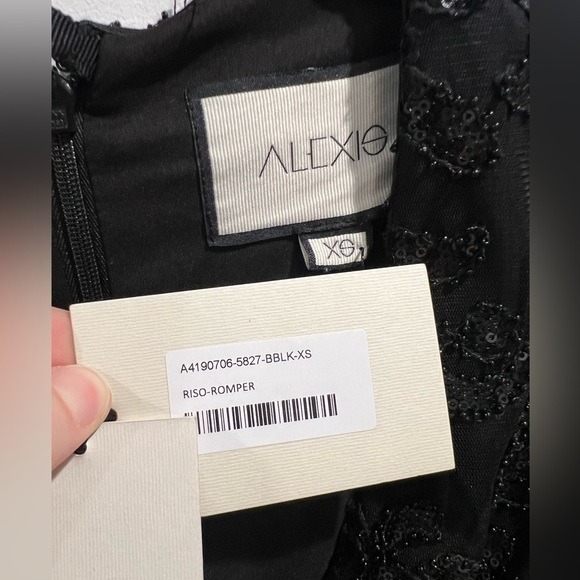 ALEXIS
XS
A4190706-5827-BBLK-XS
RISO-ROMPER